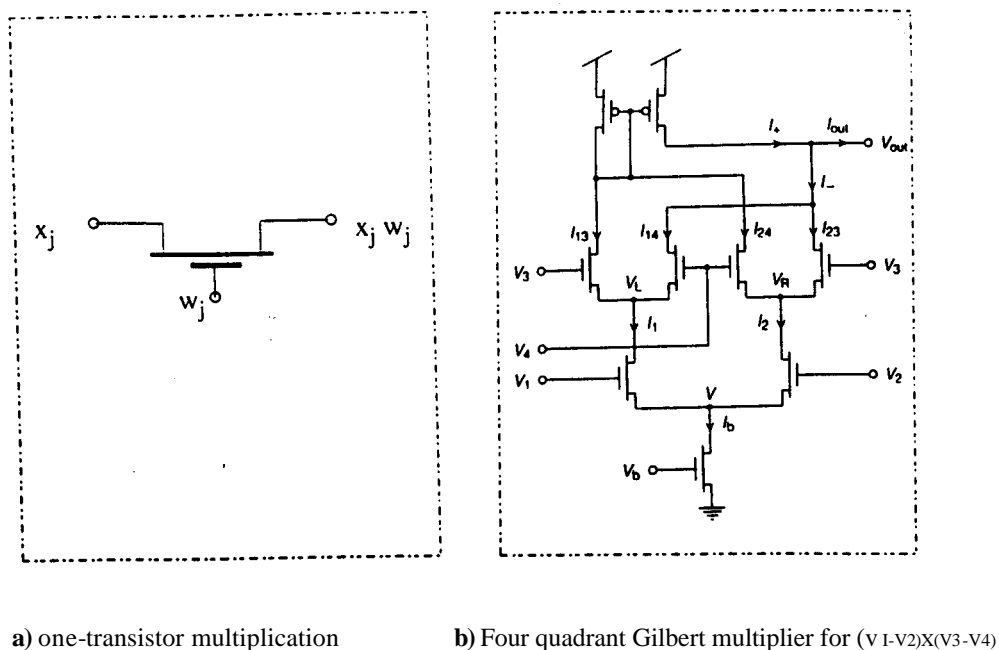 x_j
x_j w_j
w_j
I_+
I_out
V_out
I_−
I_13
I_14
I_24
I_23
V_3
V_L
V_R
V_3
I_1
I_2
V_4
V_1
V_2
V
I_b
V_b
a) one-transistor multiplication
b) Four quadrant Gilbert multiplier for (V I-V2)X(V3-V4)